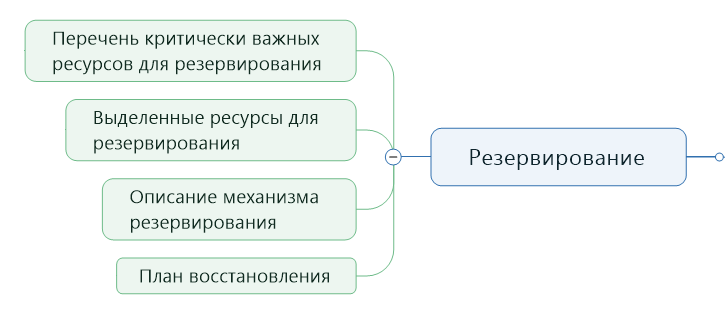 Перечень критически важных
ресурсов для резервирования
Выделенные ресурсы для
резервирования
Описание механизма
резервирования
План восстановления
Резервирование